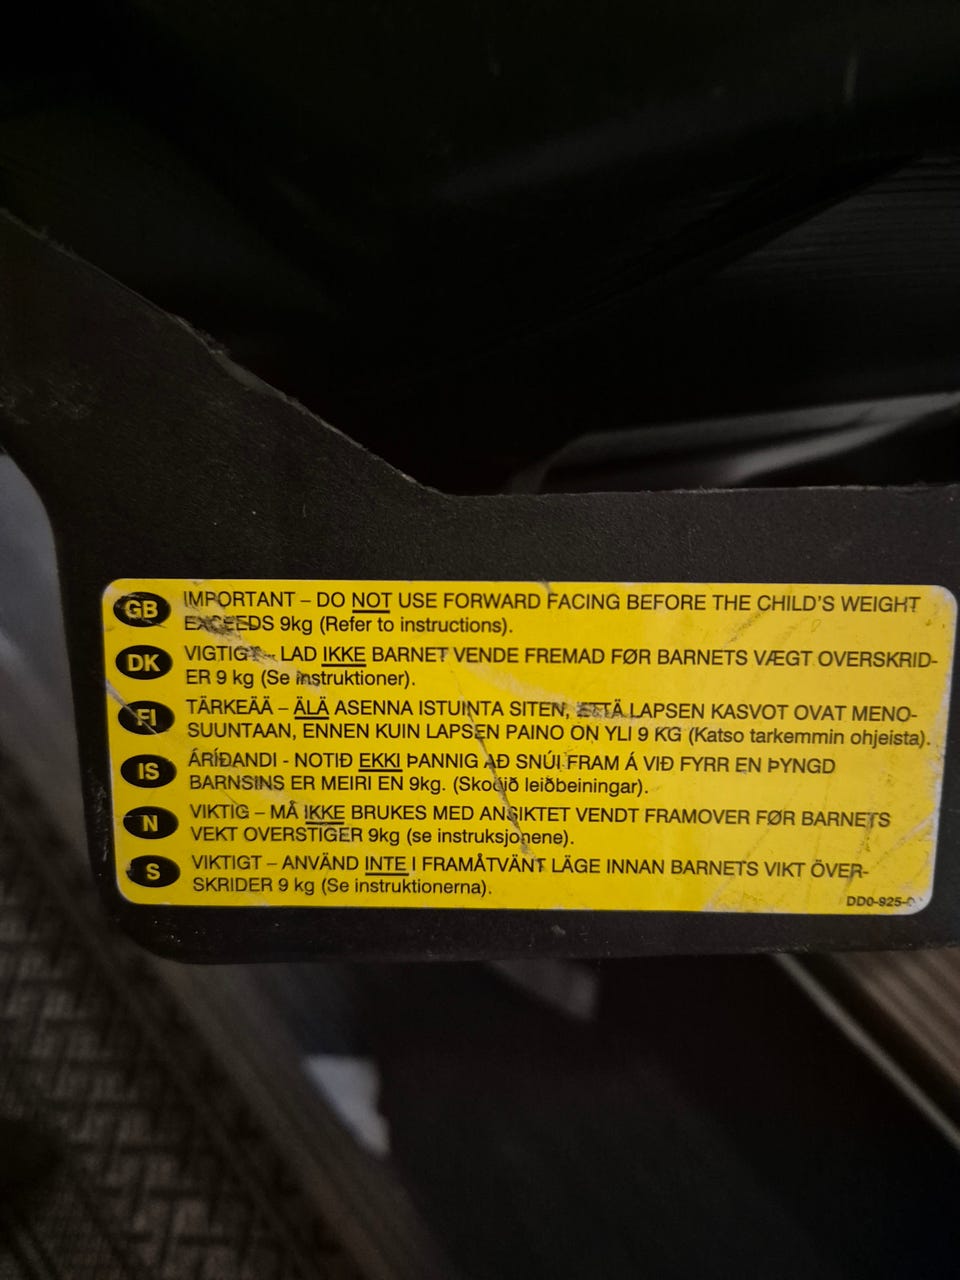 GB IMPORTANT – DO NOT USE FORWARD FACING BEFORE THE CHILD'S WEIGHT
EXCEEDS 9kg (Refer to instructions).
DK VIGTIGT – LAD IKKE BARNET VENDE FREMAD FØR BARNETS VÆGT OVERSKRID-
ER 9 kg (Se instruktioner).
FI TÄRKEÄÄ – ÄLÄ ASENNA ISTUINTA SITEN, ETTÄ LAPSEN KASVOT OVAT MENO-
SUUNTAAN, ENNEN KUIN LAPSEN PAINO ON YLI 9 KG (Katso tarkemmin ohjeista).
IS ÁRÍÐANDI - NOTIÐ EKKI ÞANNIG AÐ SNÚI FRAM Á VIÐ FYRR EN ÞYNGD
BARNSINS ER MEIRI EN 9kg. (Skoðið leiðbeiningar).
N VIKTIG – MÅ IKKE BRUKES MED ANSIKTET VENDT FRAMOVER FØR BARNETS
VEKT OVERSTIGER 9kg (se instruksjonene).
S VIKTIGT – ANVÄND INTE I FRAMÅTVÄNT LÄGE INNAN BARNETS VIKT ÖVER-
SKRIDER 9 kg (Se instruktionerna).